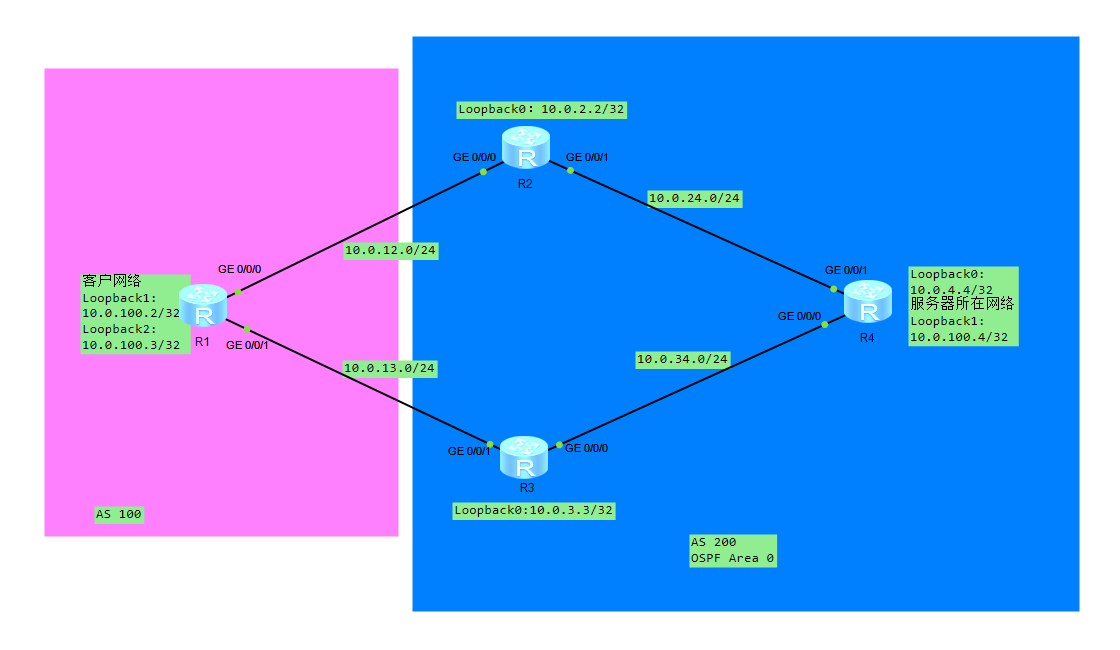 Loopback0: 10.0.2.2/32
R
GE 0/0/0
GE 0/0/1
R2
10.0.24.0/24
10.0.12.0/24
GE 0/0/0
客户网络
Loopback1:
10.0.100.2/32
Loopback2:
10.0.100.3/32
R
R1
GE 0/0/1
GE 0/0/1
GE 0/0/0
R
R4
Loopback0:
10.0.4.4/32
服务器所在网络
Loopback1:
10.0.100.4/32
10.0.13.0/24
10.0.34.0/24
GE 0/0/1
R
GE 0/0/0
R3
Loopback0:10.0.3.3/32
AS 100
AS 200
OSPF Area 0